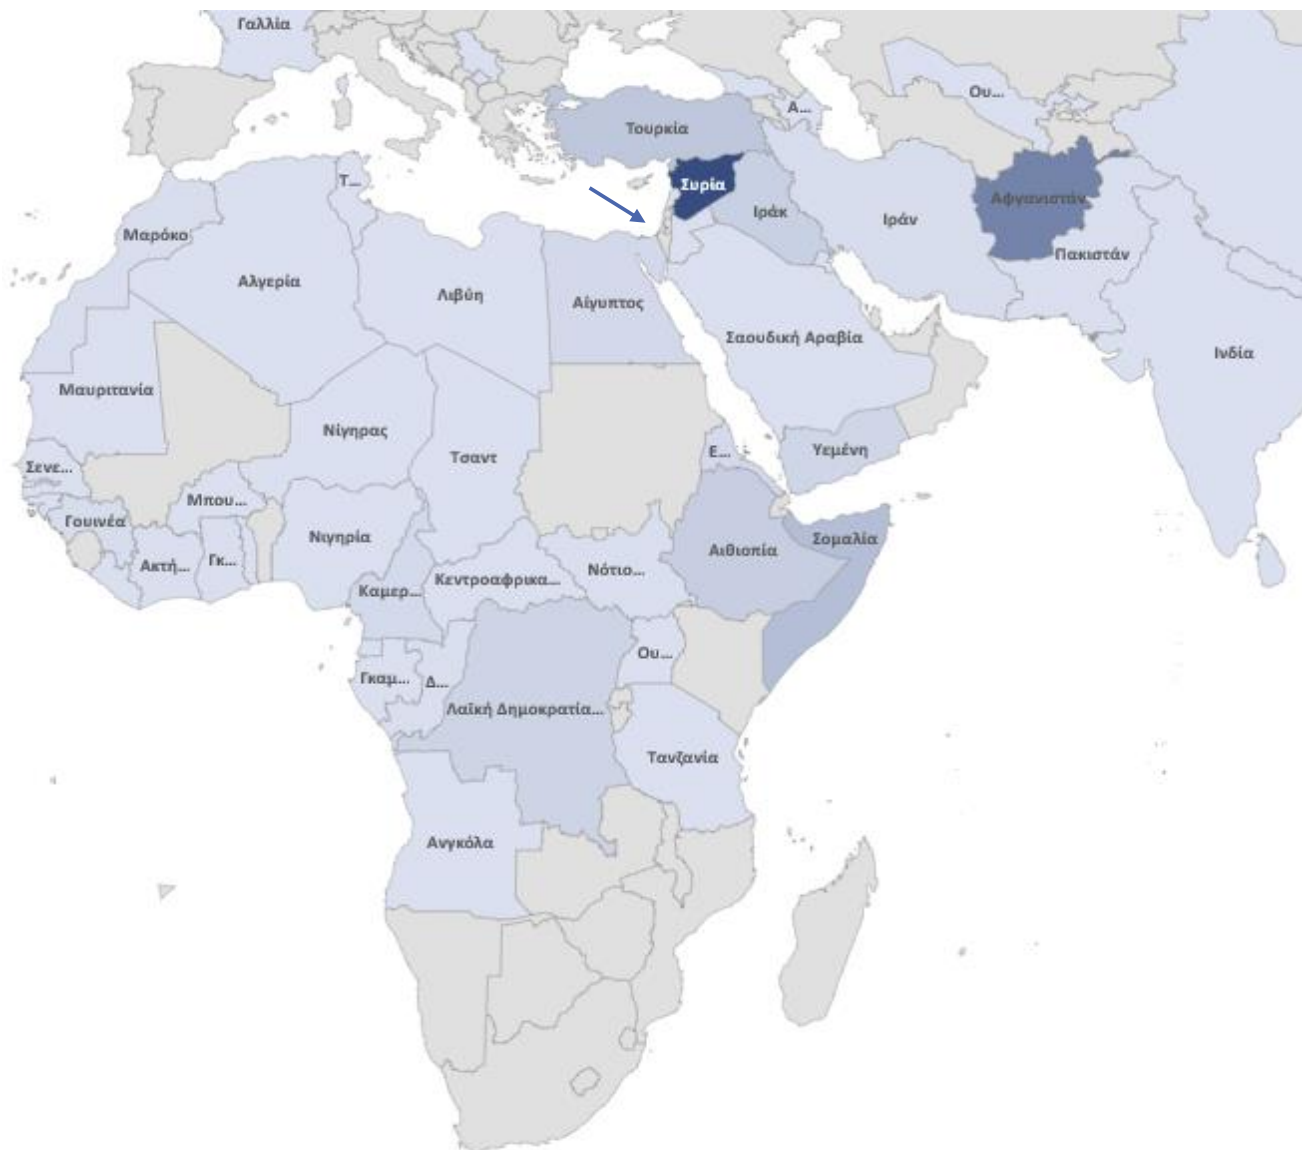 Γαλλία
Ου...
Α...
Τουρκία
Τ...
Συρία
Αφγανιστάν
Ιράκ
Ιράν
Μαρόκο
Πακιστάν
Αλγερία
Λιβύη
Αίγυπτος
Σαουδική Αραβία
Ινδία
Μαυριτανία
Νίγηρας
Τσαντ
Ε...
Υεμένη
Σενε...
Μπου...
Γουινέα
Νιγηρία
Σομαλία
Αιθιοπία
Ακτή...
Γκ...
Κεντροαφρικα...
Νότιο...
Καμερ...
Ου...
Γκαμ...
Δ...
Λαϊκή Δημοκρατία...
Τανζανία
Ανγκόλα